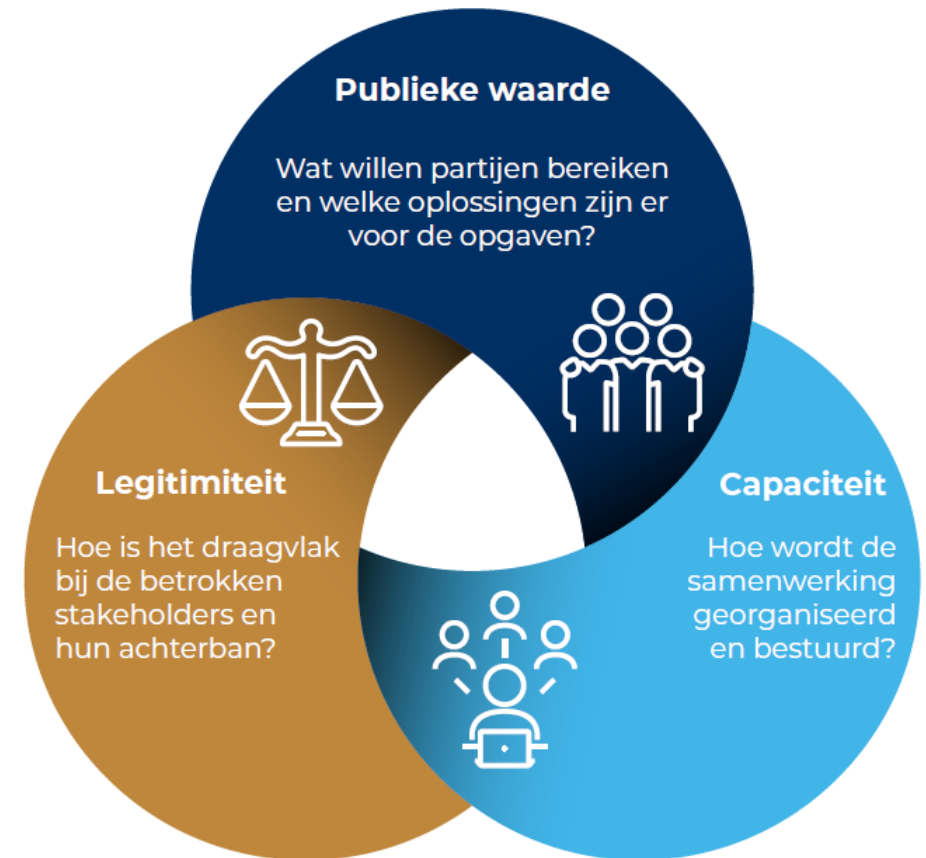 Publieke waarde
Wat willen partijen bereiken
en welke oplossingen zijn er
voor de opgaven?
Legitimiteit
Hoe is het draagvlak
bij de betrokken
stakeholders en
hun achterban?
Capaciteit
Hoe wordt de
samenwerking
georganiseerd
en bestuurd?